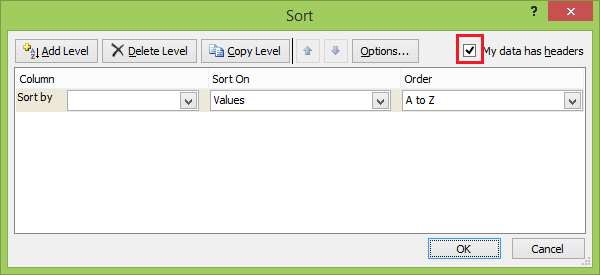 Sort
?
Add Level Delete Level Copy Level Options... My data has headers
Column Sort On Order
Sort by Values A to Z
OK Cancel